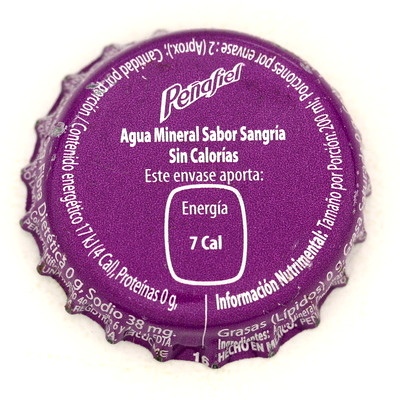 Peñafiel
Agua Mineral Sabor Sangría
Sin Calorías
Este envase aporta:
Energía
7 Cal
Información Nutrimental: Tamaño por Porción: 200 ml, Porciones por envase: 2 (Aprox.), Cantidad por porción / Contenido energético 17 kJ (4 Cal), Proteínas 0 g,
Grasas (Lípidos) 0 g
Dietética 0 g, Sodio 38 mg.
Ingredientes:
HECHO EN